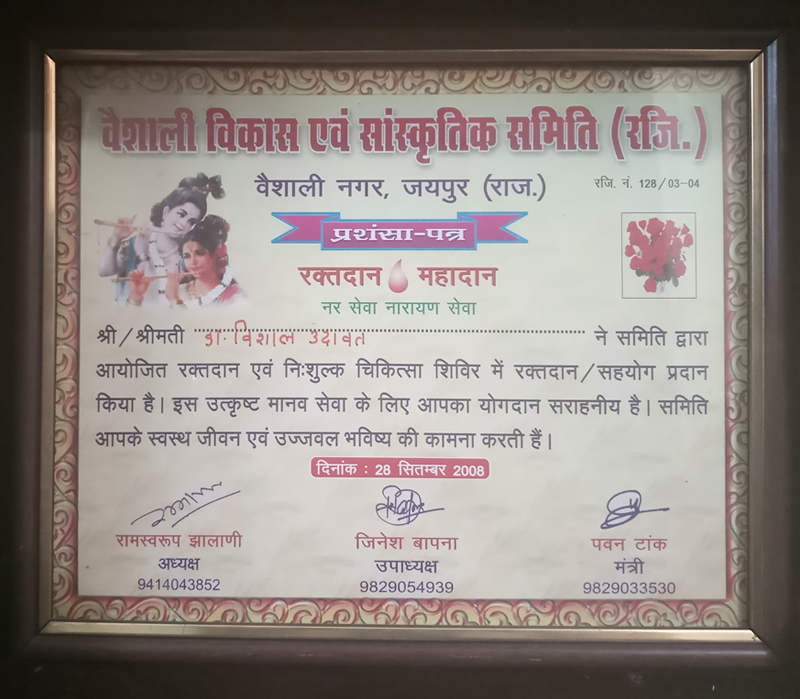 वैशाली विकास एवं सांस्कृतिक समिति (रजि.)
वैशाली नगर, जयपुर (राज.)
रजि. नं. 128/03-04
प्रशंसा-पत्र
रक्तदान महादान
नर सेवा नारायण सेवा
श्री/श्रीमती डा. विशाल उदावत ने समिति द्वारा
आयोजित रक्तदान एवं निःशुल्क चिकित्सा शिविर में रक्तदान/सहयोग प्रदान
किया है। इस उत्कृष्ट मानव सेवा के लिए आपका योगदान सराहनीय है। समिति
आपके स्वस्थ जीवन एवं उज्जवल भविष्य की कामना करती हैं।
दिनांक : 28 सितम्बर 2008
रामस्वरूप झालाणी
अध्यक्ष
9414043852
जिनेश बापना
उपाध्यक्ष
9829054939
पवन टांक
मंत्री
9829033530